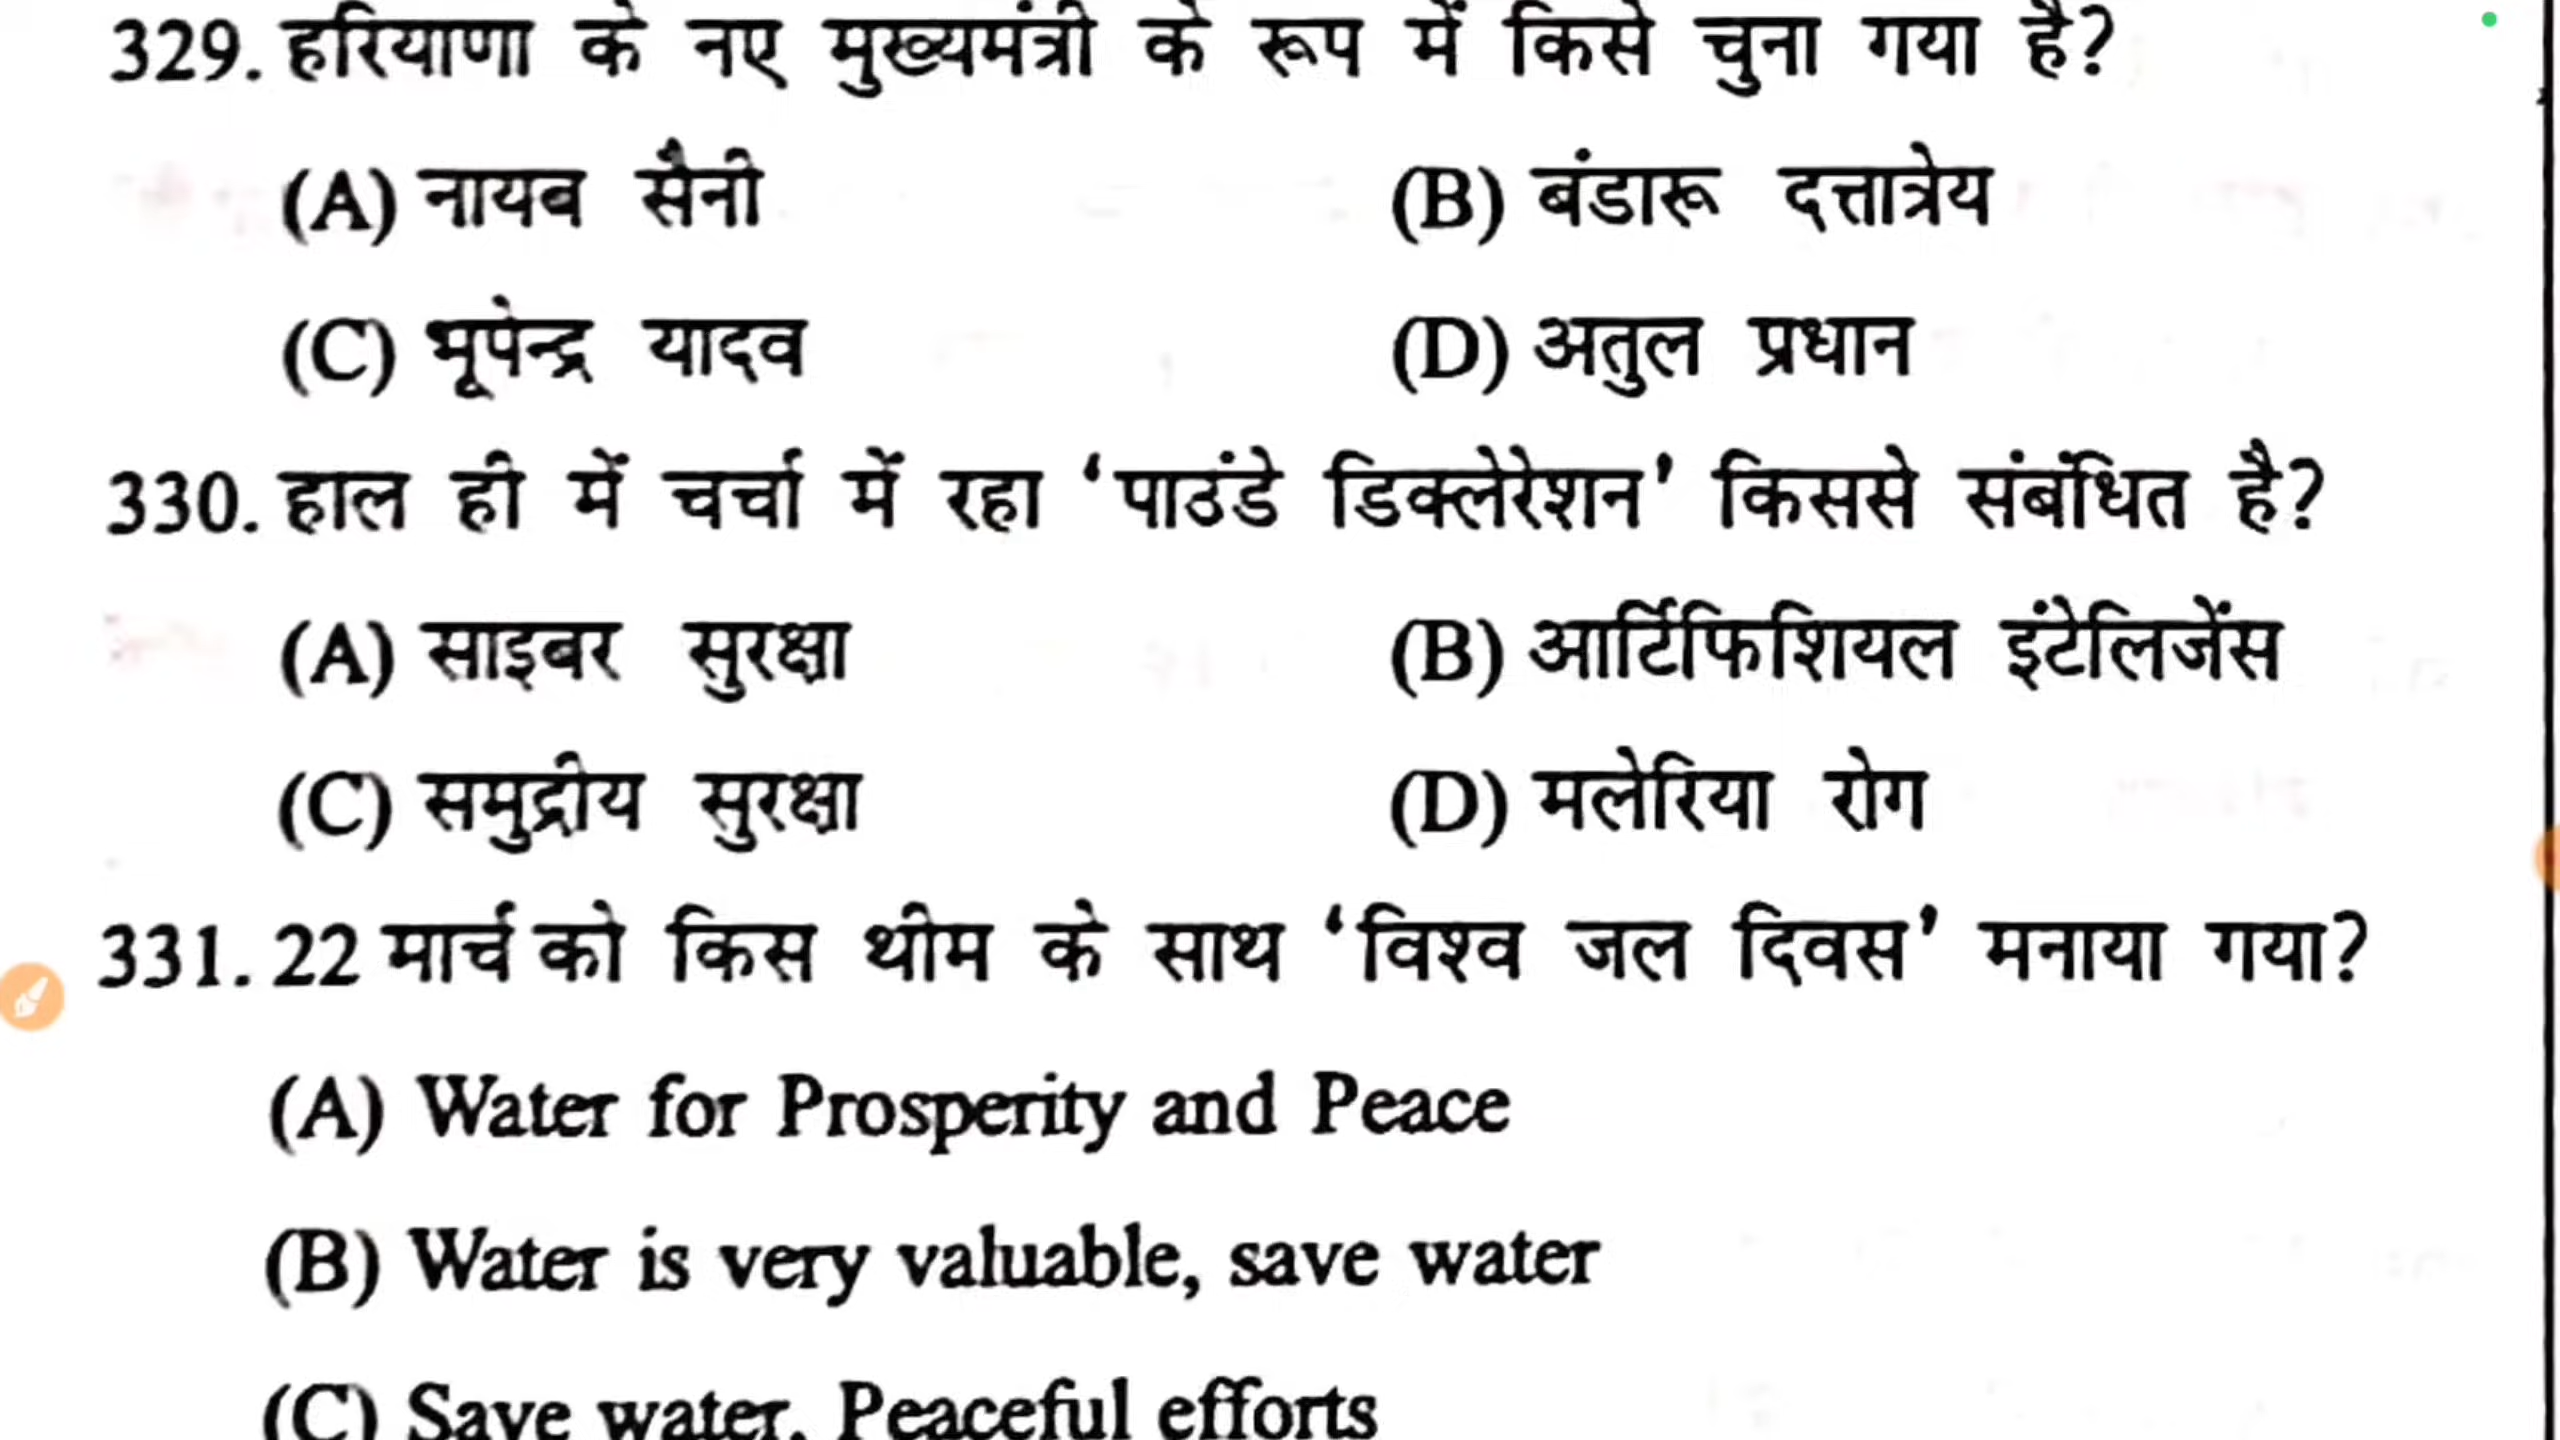 329. हरियाणा के नए मुख्यमंत्री के रूप में किसे चुना गया है?
(A) नायब सैनी (B) बंडारू दत्तात्रेय
(C) भूपेन्द्र यादव (D) अतुल प्रधान
330. हाल ही में चर्चा में रहा ‘पाउंडे डिक्लेरेशन’ किससे संबंधित है?
(A) साइबर सुरक्षा (B) आर्टिफिशियल इंटेलिजेंस
(C) समुद्रीय सुरक्षा (D) मलेरिया रोग
331. 22 मार्च को किस थीम के साथ ‘विश्व जल दिवस’ मनाया गया?
(A) Water for Prosperity and Peace
(B) Water is very valuable, save water
(C) Save water, Peaceful efforts